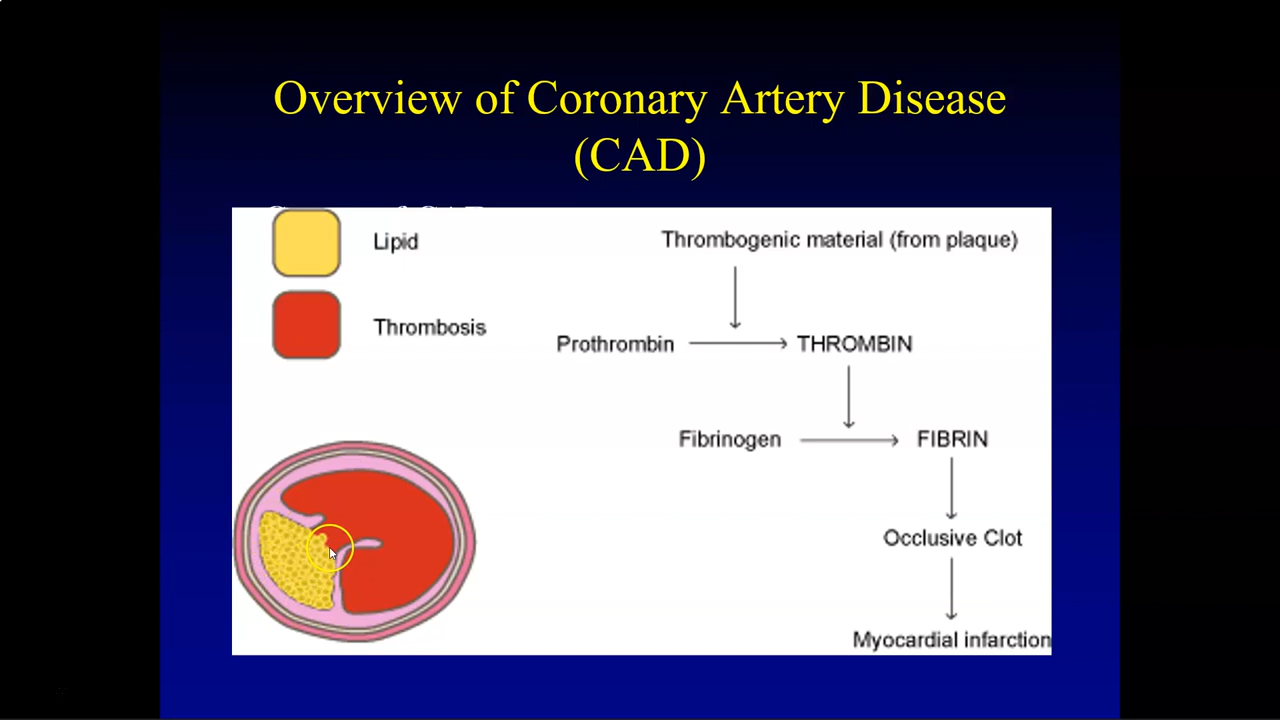 Overview of Coronary Artery Disease
(CAD)
Lipid
Thrombosis
Thrombogenic material (from plaque)
Prothrombin
THROMBIN
Fibrinogen
FIBRIN
Occlusive Clot
Myocardial infarction